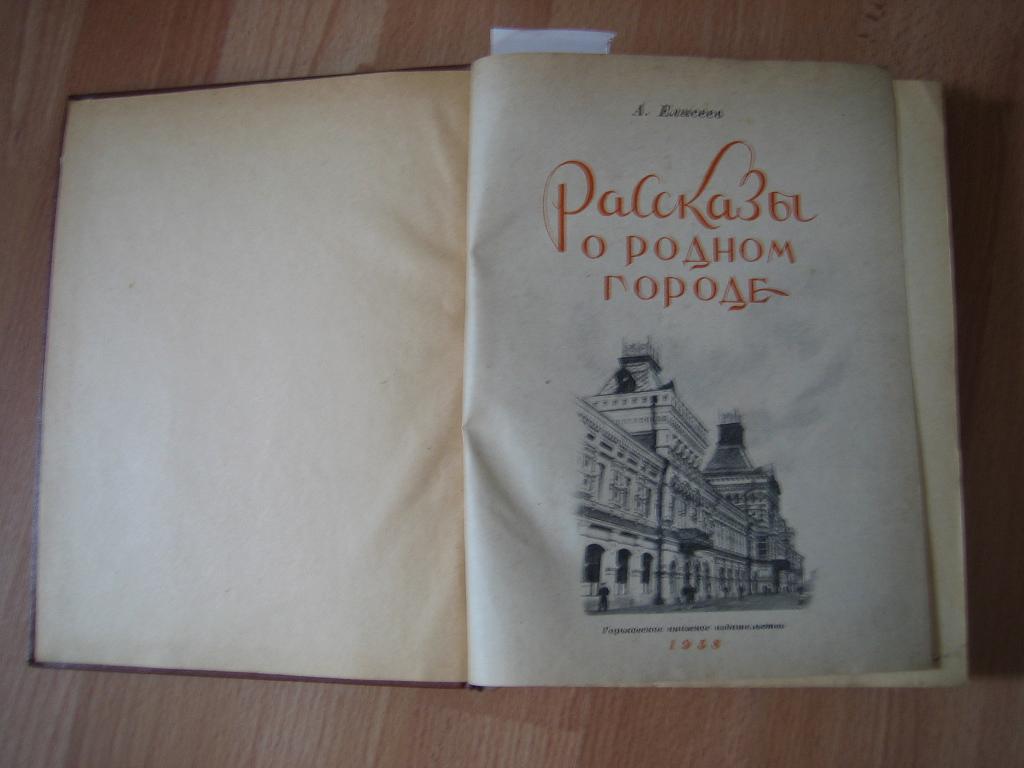 А. Елисеев
Рассказы
о родном
городе
Горьковское книжное издательство
1958